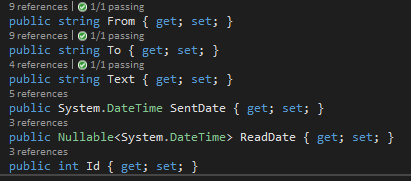 9 references | 1/1 passing
public string From { get; set; }
9 references | 1/1 passing
public string To { get; set; }
4 references | 1/1 passing
public string Text { get; set; }
5 references
public System.DateTime SentDate { get; set; }
3 references
public Nullable<System.DateTime> ReadDate { get; set; }
3 references
public int Id { get; set; }